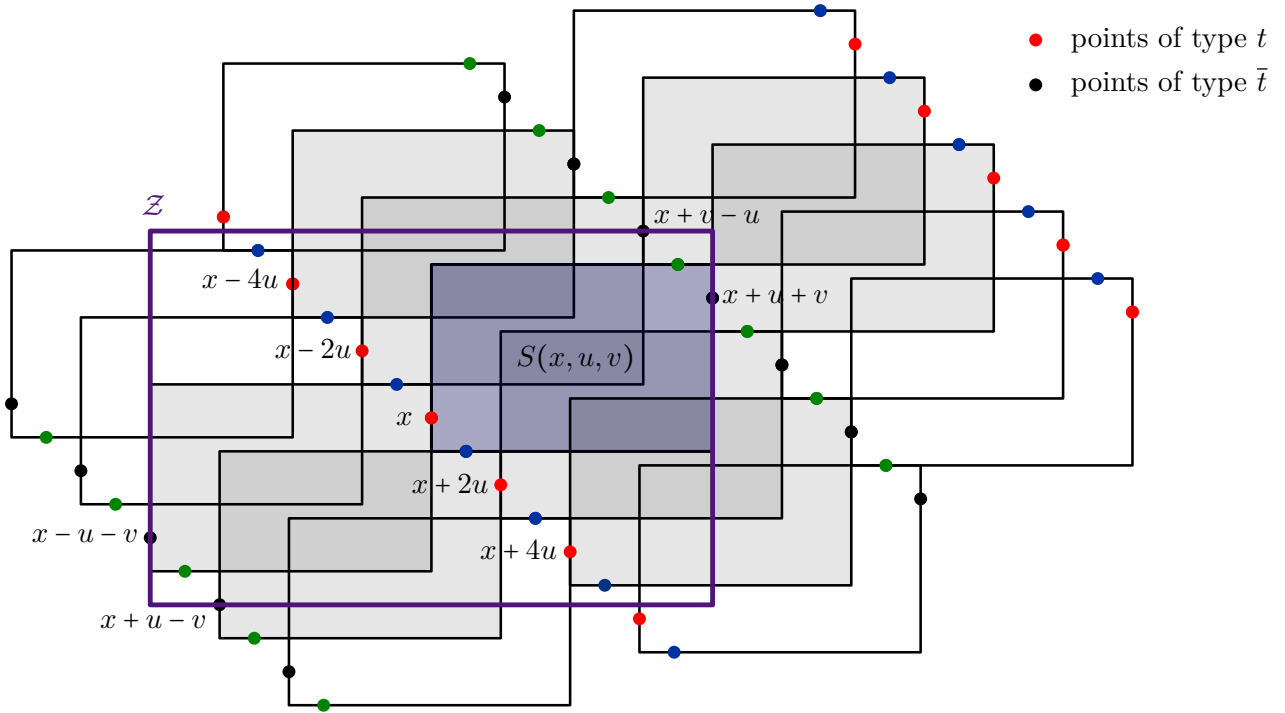 points of type t
points of type t̄
𝒵
x + v − u
x − 4u
x + u + v
x − 2u
S(x, u, v)
x
x + 2u
x − u − v
x + 4u
x + u − v